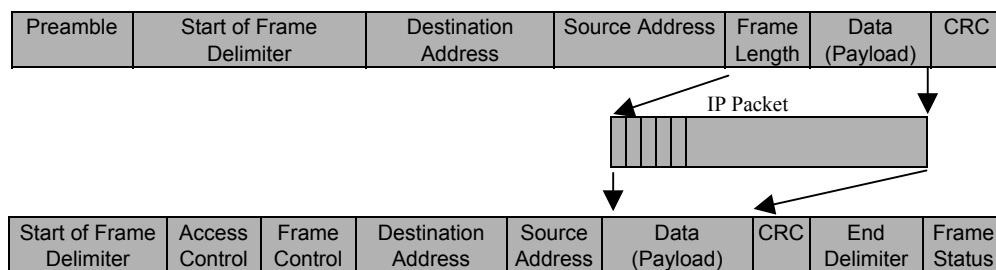 Preamble Start of Frame Destination Source Address Frame Data CRC
Delimiter Address Length (Payload)
IP Packet
Start of Frame Access Frame Destination Source Data CRC End Frame
Delimiter Control Control Address Address (Payload) Delimiter Status